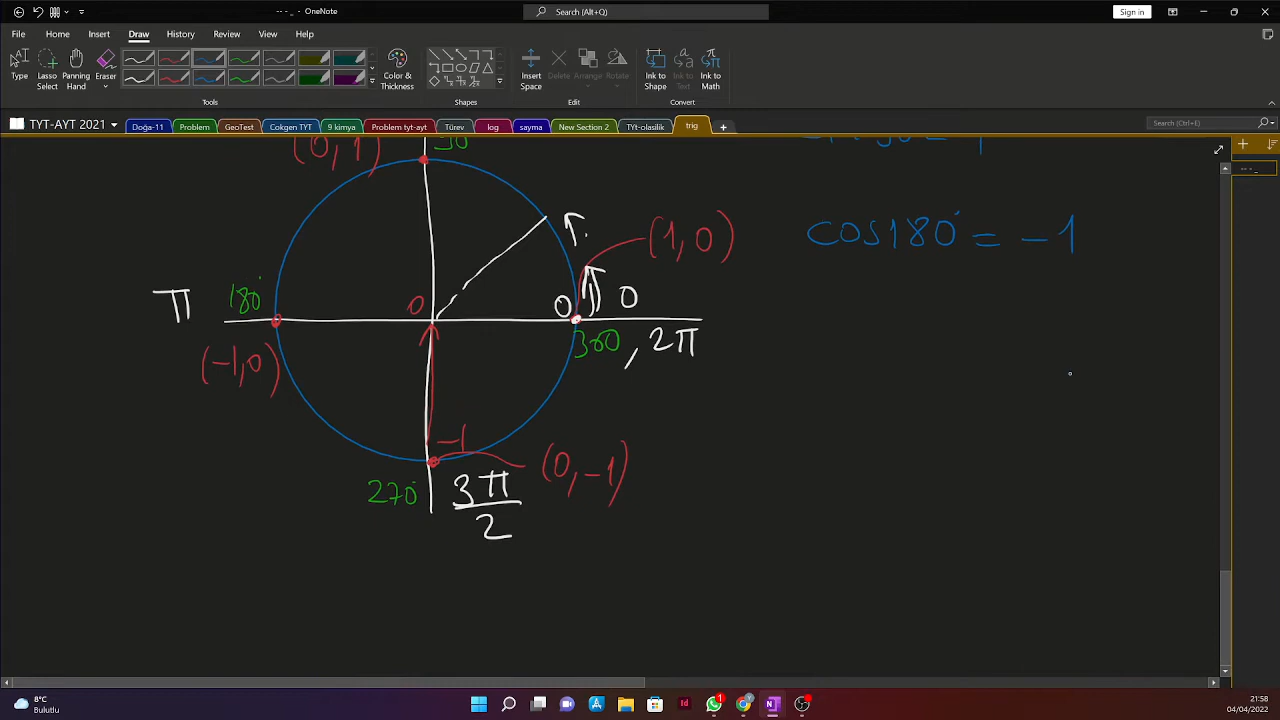 - - _ - OneNote
Search (Alt+Q)
Sign in
File Home Insert Draw History Review View Help
Type Lasso Select Panning Hand Eraser Color & Thickness Insert Space Delete Arrange Rotate Ink to Shape Ink to Text Ink to Math
Tools Shapes Edit Convert
TYT-AYT 2021 Doğa-11 Problem GeoTest Cokgen TYT 9 kimya Problem tyt-ayt Türev log sayma New Section 2 TYt-olasilik trig
Search (Ctrl+E)
(0, 1)
cos180° = -1
(1, 0)
π 180° 0 0 0
(-1, 0) 360, 2π
-1 (0, -1)
270° 3π/2
8°C
Bulutlu
1
21:58
04/04/2022